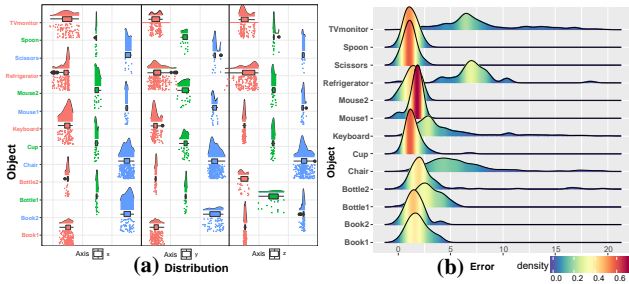 TVmonitor
Spoon
Scissors
Refrigerator
Mouse2
Mouse1
Keyboard
Cup
Chair
Bottle2
Bottle1
Book2
Book1
Object
Axis x
Axis y
Axis z
(a) Distribution
TVmonitor
Spoon
Scissors
Refrigerator
Mouse2
Mouse1
Keyboard
Cup
Chair
Bottle2
Bottle1
Book2
Book1
Object
0 5 10 15 20
(b) Error
density
0.0 0.2 0.4 0.6